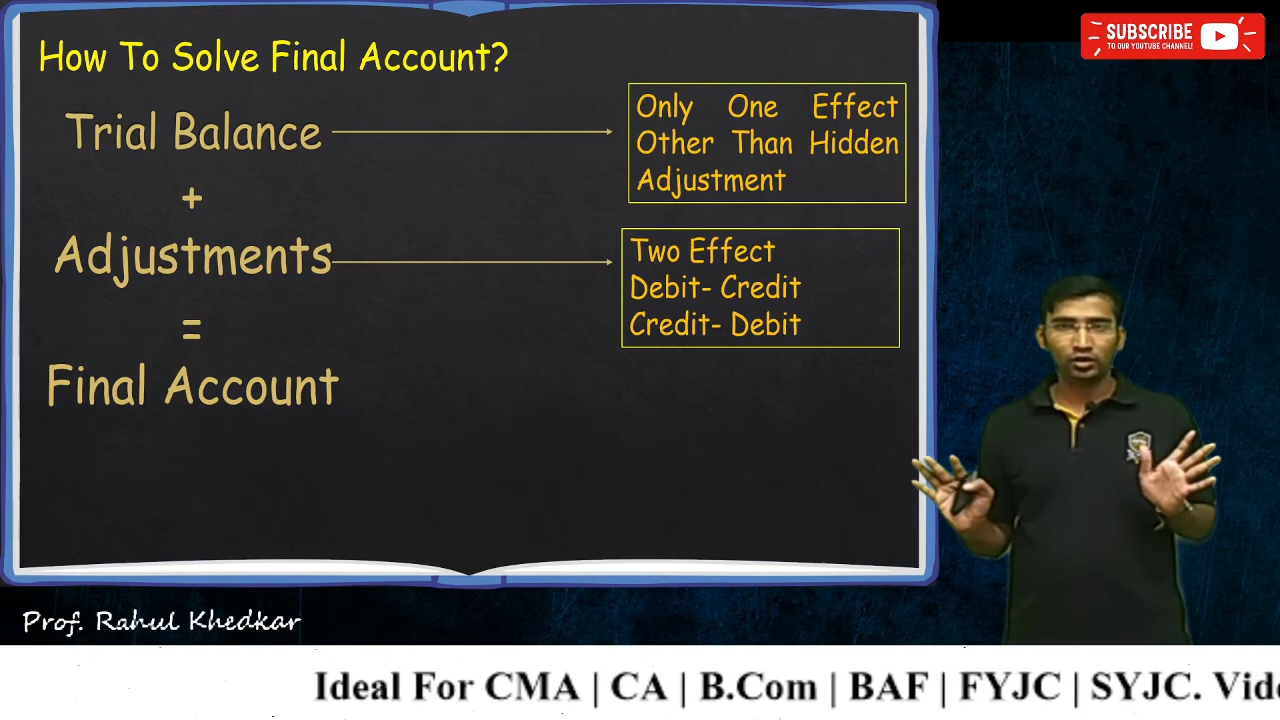 How To Solve Final Account?
Trial Balance
+
Adjustments
=
Final Account
Only One Effect
Other Than Hidden
Adjustment
Two Effect
Debit- Credit
Credit- Debit
SUBSCRIBE
TO OUR YOUTUBE CHANNEL!
Prof. Rahul Khedkar
Ideal For CMA | CA | B.Com | BAF | FYJC | SYJC. Vide